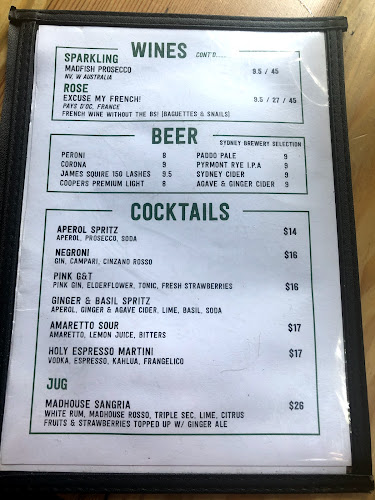 WINES CONT'D.....
SPARKLING
MADFISH PROSECCO 9.5 / 45
NV, W AUSTRALIA
ROSE
EXCUSE MY FRENCH! 9.5 / 27 / 45
PAYS D'OC, FRANCE
FRENCH WINE WITHOUT THE BS! (BAGUETTES & SNAILS)
BEER
SYDNEY BREWERY SELECTION
PERONI 8 PADDO PALE 9
CORONA 9 PYRMONT RYE I.P.A 9
JAMES SQUIRE 150 LASHES 9.5 SYDNEY CIDER 9
COOPERS PREMIUM LIGHT 8 AGAVE & GINGER CIDER 9
COCKTAILS
APEROL SPRITZ $14
APEROL, PROSECCO, SODA
NEGRONI $16
GIN, CAMPARI, CINZANO ROSSO
PINK G&T $16
PINK GIN, ELDERFLOWER, TONIC, FRESH STRAWBERRIES
GINGER & BASIL SPRITZ $16
APEROL, GINGER & AGAVE CIDER, LIME, BASIL, SODA
AMARETTO SOUR $17
AMARETTO, LEMON JUICE, BITTERS
HOLY ESPRESSO MARTINI $17
VODKA, ESPRESSO, KAHLUA, FRANGELICO
JUG
MADHOUSE SANGRIA $26
WHITE RUM, MADHOUSE ROSSO, TRIPLE SEC, LIME, CITRUS
FRUITS & STRAWBERRIES TOPPED UP W/ GINGER ALE